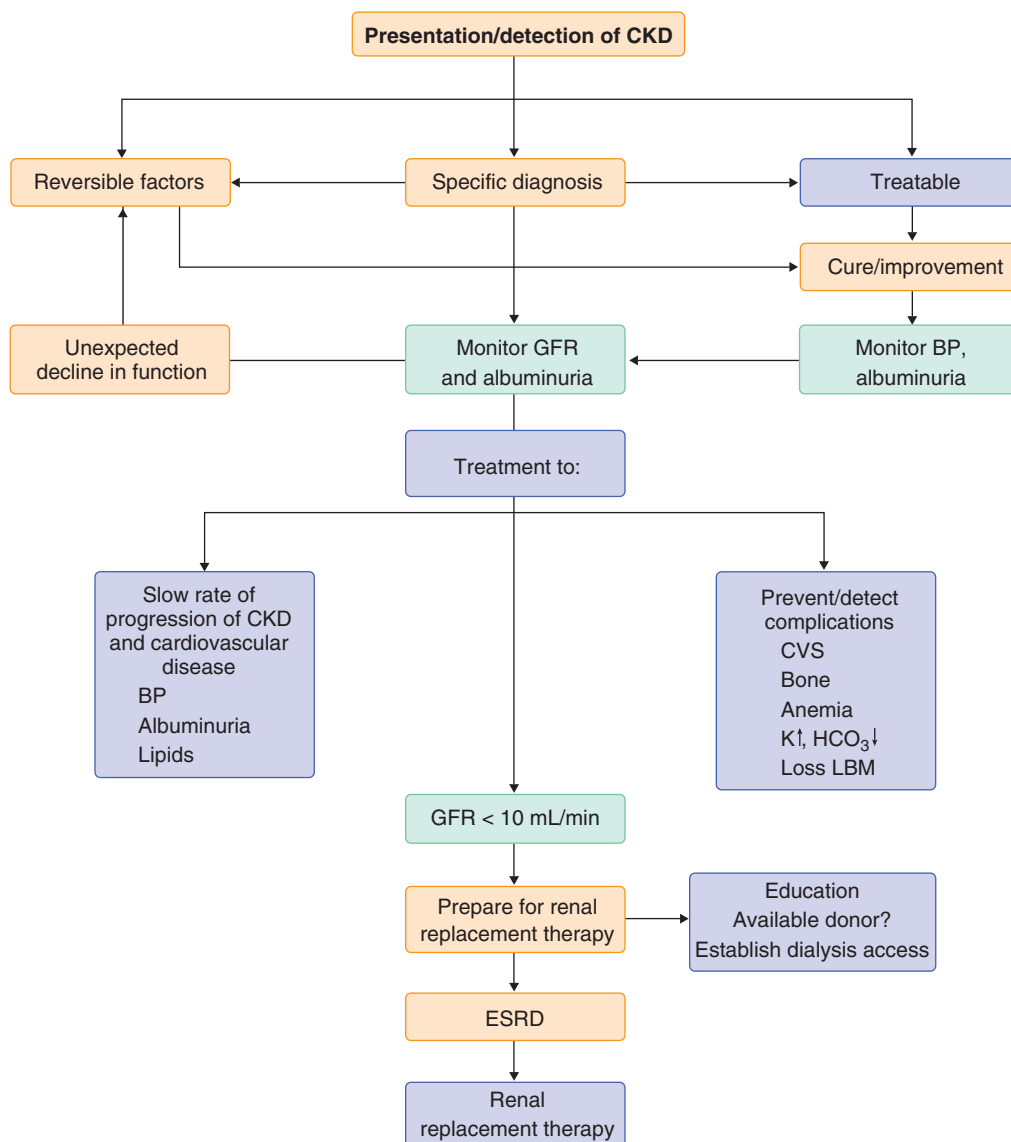 Presentation/detection of CKD
Reversible factors
Specific diagnosis
Treatable
Cure/improvement
Unexpected
decline in function
Monitor GFR
and albuminuria
Monitor BP,
albuminuria
Treatment to:
Slow rate of
progression of CKD
and cardiovascular
disease
BP
Albuminuria
Lipids
Prevent/detect
complications
CVS
Bone
Anemia
K↑, HCO₃↓
Loss LBM
GFR < 10 mL/min
Prepare for renal
replacement therapy
Education
Available donor?
Establish dialysis access
ESRD
Renal
replacement therapy